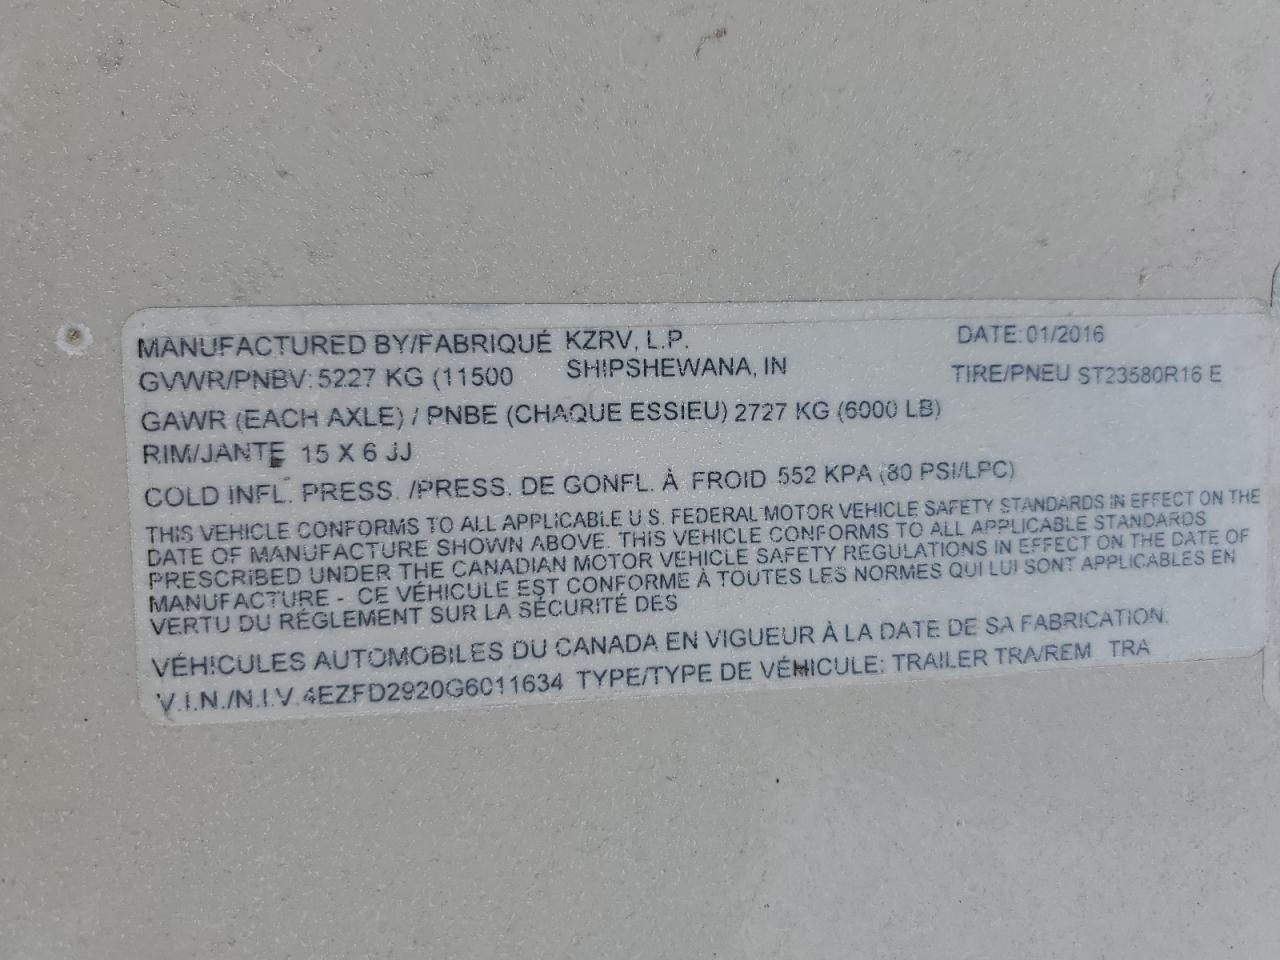 MANUFACTURED BY/FABRIQUÉ KZRV, L.P. DATE: 01/2016
GVWR/PNBV: 5227 KG (11500 SHIPSHEWANA, IN TIRE/PNEU ST23580R16 E
GAWR (EACH AXLE) / PNBE (CHAQUE ESSIEU) 2727 KG (6000 LB)
RIM/JANTE 15 X 6 JJ
COLD INFL. PRESS. /PRESS. DE GONFL. À FROID 552 KPA (80 PSI/LPC)
THIS VEHICLE CONFORMS TO ALL APPLICABLE U.S. FEDERAL MOTOR VEHICLE SAFETY STANDARDS IN EFFECT ON THE
DATE OF MANUFACTURE SHOWN ABOVE. THIS VEHICLE CONFORMS TO ALL APPLICABLE STANDARDS
PRESCRIBED UNDER THE CANADIAN MOTOR VEHICLE SAFETY REGULATIONS IN EFFECT ON THE DATE OF
MANUFACTURE - CE VÉHICULE EST CONFORME À TOUTES LES NORMES QUI LUI SONT APPLICABLES EN
VERTU DU RÉGLEMENT SUR LA SÉCURITÉ DES
VÉHICULES AUTOMOBILES DU CANADA EN VIGUEUR À LA DATE DE SA FABRICATION.
V.I.N./N.I.V. 4EZFD2920G6011634 TYPE/TYPE DE VÉHICULE: TRAILER TRA/REM TRA